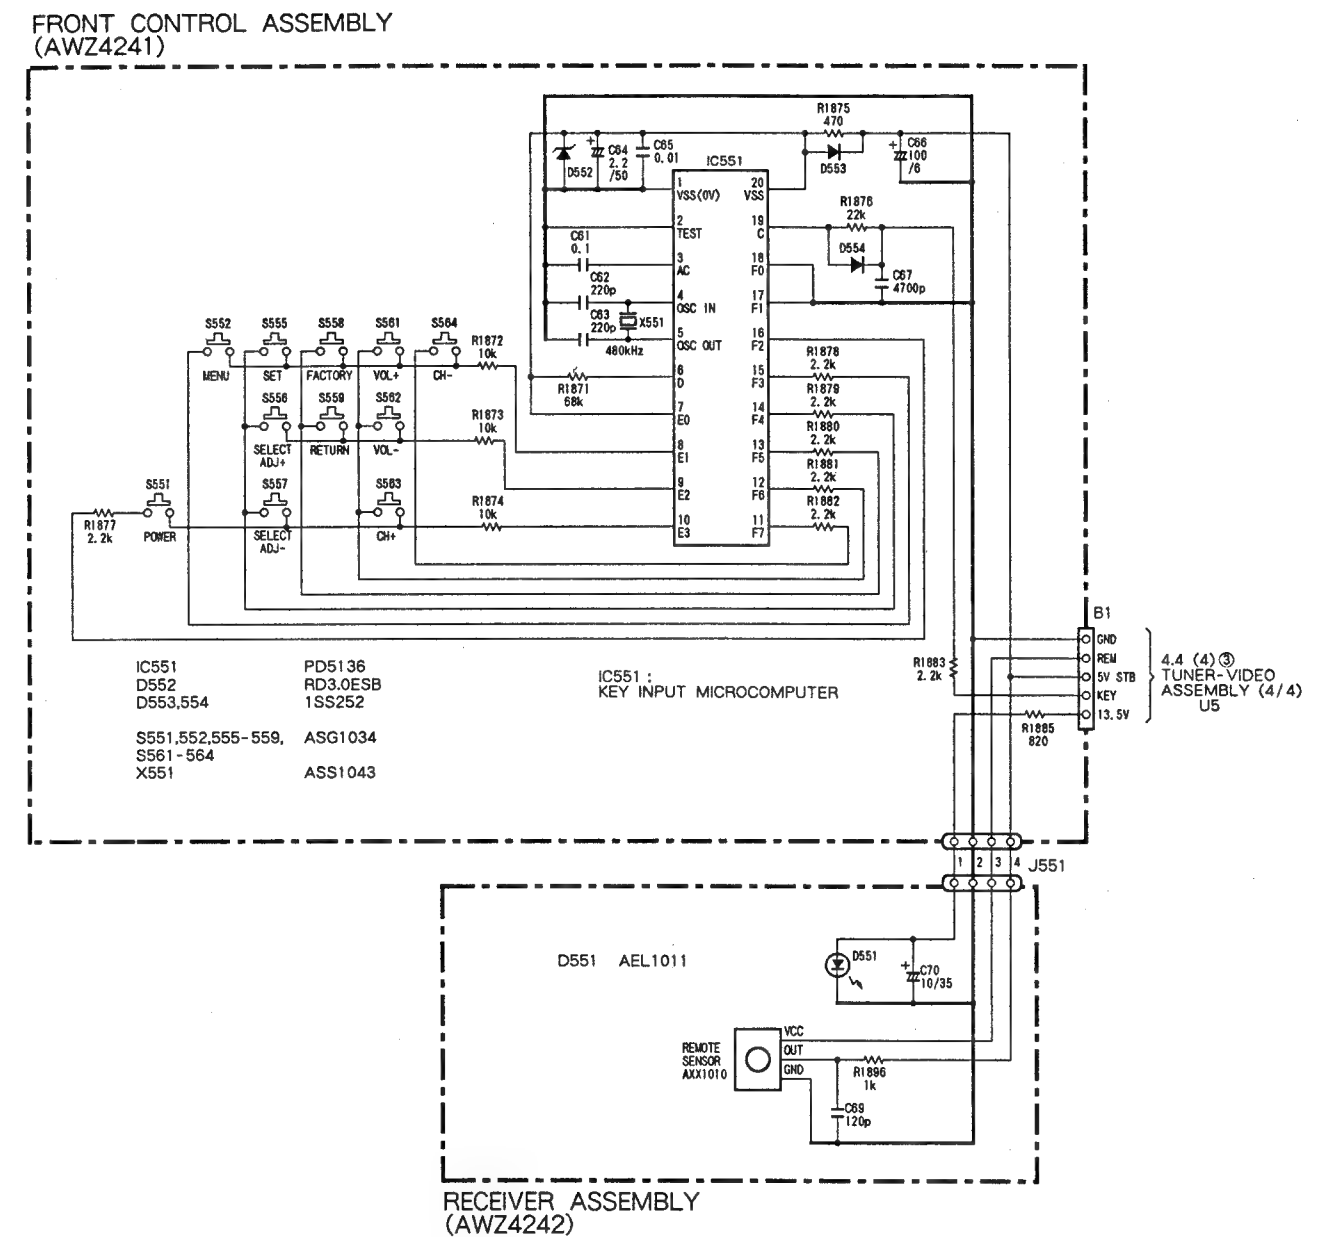 FRONT CONTROL ASSEMBLY
(AWZ4241)
R1875
470
D553
C66
100
/6
D552
C64
2.2
/50
C65
0.01
IC551
1
VSS(0V)
2
TEST
3
AC
4
OSC IN
5
OSC OUT
6
D
7
E0
8
E1
9
E2
10
E3
20
VSS
19
C
18
F0
17
F1
16
F2
15
F3
14
F4
13
F5
12
F6
11
F7
R1876
22k
D554
C67
4700p
C61
0.1
C62
220p
C63
220p
X551
480kHz
R1871
68k
S552
MENU
S555
SET
S558
FACTORY
S561
VOL+
S564
CH-
R1872
10k
S556
SELECT
ADJ+
S559
RETURN
S562
VOL-
R1873
10k
R1877
2.2k
S551
POWER
S557
SELECT
ADJ-
S563
CH+
R1874
10k
R1878
2.2k
R1879
2.2k
R1880
2.2k
R1881
2.2k
R1882
2.2k
IC551 PD5136
D552 RD3.0ESB
D553,554 1SS252
S551,552,555-559, ASG1034
S561-564
X551 ASS1043
IC551 :
KEY INPUT MICROCOMPUTER
R1883
2.2k
B1
GND
REM
5V STB
KEY
13.5V
R1885
820
4.4 (4)③
TUNER-VIDEO
ASSEMBLY (4/4)
U5
1 2 3 4 J551
D551 AEL1011
D551
C70
10/35
REMOTE
SENSOR
AXX1010
VCC
OUT
GND
R1896
1k
C69
120p
RECEIVER ASSEMBLY
(AWZ4242)